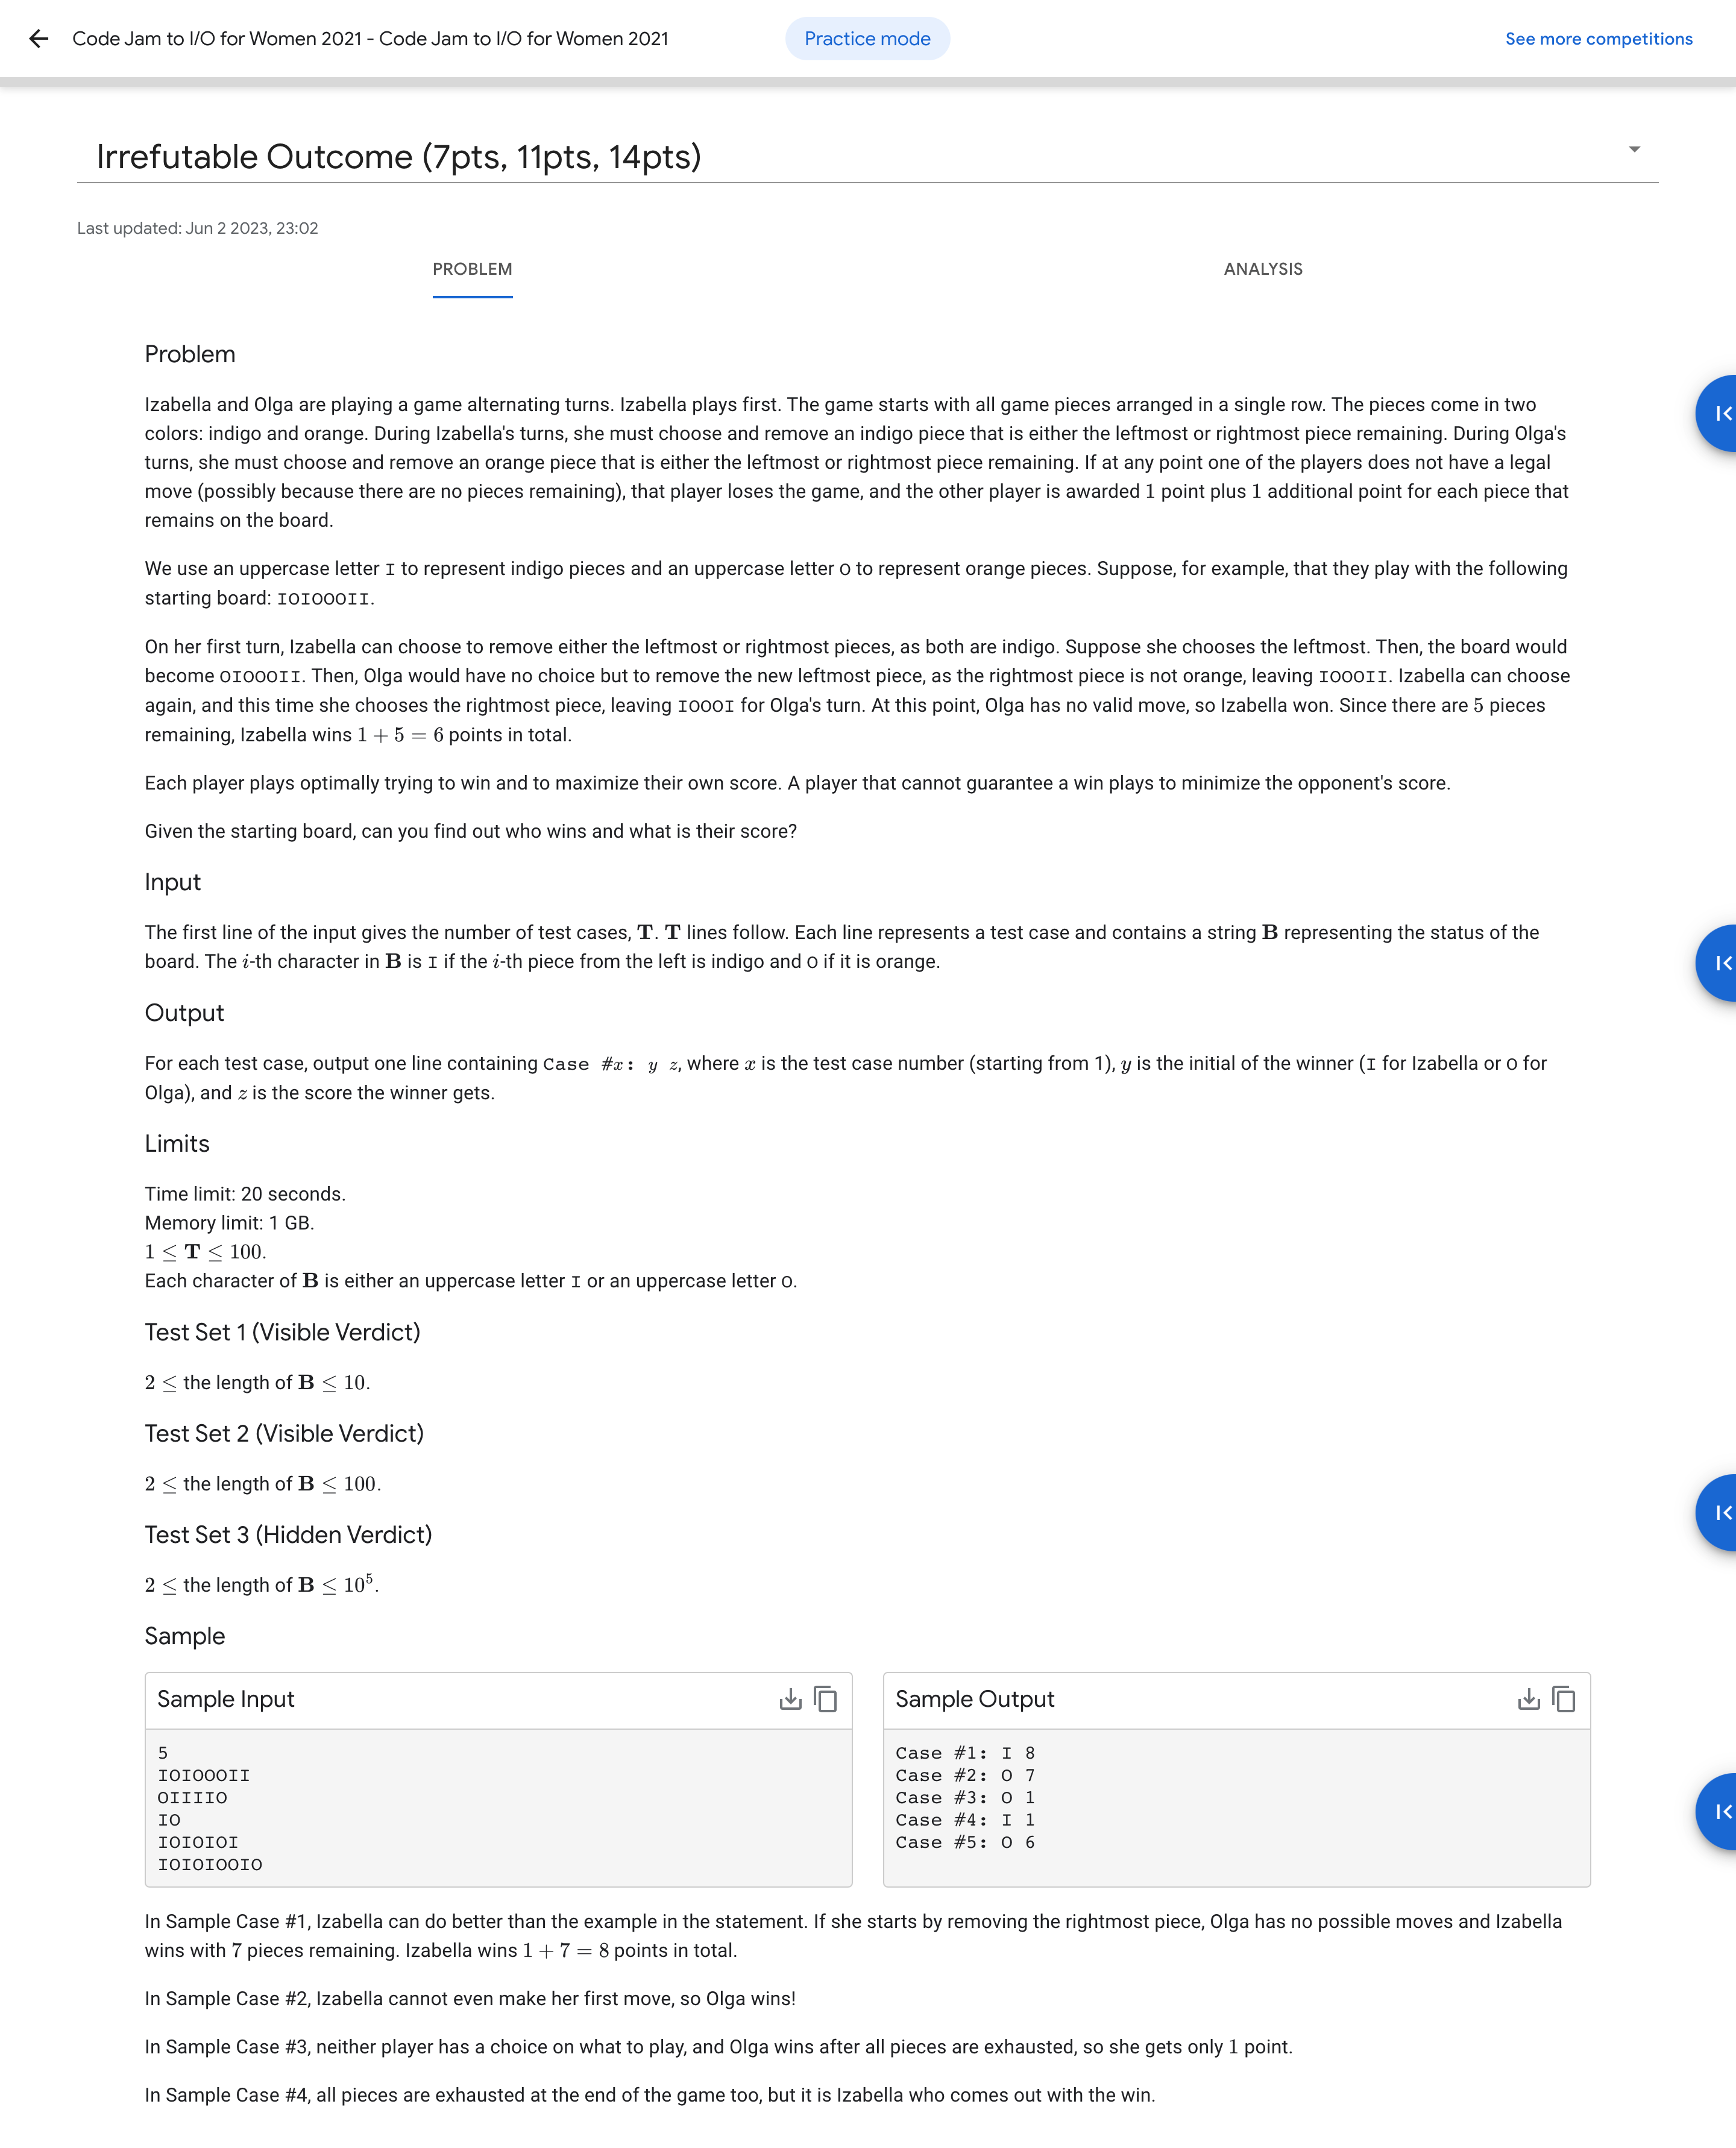 Code Jam to I/O for Women 2021 - Code Jam to I/O for Women 2021
Practice mode
See more competitions
Irrefutable Outcome (7pts, 11pts, 14pts)
Last updated: Jun 2 2023, 23:02
PROBLEM
ANALYSIS
Problem
Izabella and Olga are playing a game alternating turns. Izabella plays first. The game starts with all game pieces arranged in a single row. The pieces come in two
colors: indigo and orange. During Izabella's turns, she must choose and remove an indigo piece that is either the leftmost or rightmost piece remaining. During Olga's
turns, she must choose and remove an orange piece that is either the leftmost or rightmost piece remaining. If at any point one of the players does not have a legal
move (possibly because there are no pieces remaining), that player loses the game, and the other player is awarded 1 point plus 1 additional point for each piece that
remains on the board.
We use an uppercase letter I to represent indigo pieces and an uppercase letter O to represent orange pieces. Suppose, for example, that they play with the following
starting board: IOIOOOII.
On her first turn, Izabella can choose to remove either the leftmost or rightmost pieces, as both are indigo. Suppose she chooses the leftmost. Then, the board would
become OIOOOII. Then, Olga would have no choice but to remove the new leftmost piece, as the rightmost piece is not orange, leaving IOOOII. Izabella can choose
again, and this time she chooses the rightmost piece, leaving IOOOI for Olga's turn. At this point, Olga has no valid move, so Izabella won. Since there are 5 pieces
remaining, Izabella wins 1 + 5 = 6 points in total.
Each player plays optimally trying to win and to maximize their own score. A player that cannot guarantee a win plays to minimize the opponent's score.
Given the starting board, can you find out who wins and what is their score?
Input
The first line of the input gives the number of test cases, T. T lines follow. Each line represents a test case and contains a string B representing the status of the
board. The i-th character in B is I if the i-th piece from the left is indigo and O if it is orange.
Output
For each test case, output one line containing Case #x: y z, where x is the test case number (starting from 1), y is the initial of the winner (I for Izabella or O for
Olga), and z is the score the winner gets.
Limits
Time limit: 20 seconds.
Memory limit: 1 GB.
1 ≤ T ≤ 100.
Each character of B is either an uppercase letter I or an uppercase letter O.
Test Set 1 (Visible Verdict)
2 ≤ the length of B ≤ 10.
Test Set 2 (Visible Verdict)
2 ≤ the length of B ≤ 100.
Test Set 3 (Hidden Verdict)
2 ≤ the length of B ≤ 10⁵.
Sample
Sample Input
5
IOIOOOII
OIIIIO
IO
IOIOIOI
IOIOIOOIO
Sample Output
Case #1: I 8
Case #2: O 7
Case #3: O 1
Case #4: I 1
Case #5: O 6
In Sample Case #1, Izabella can do better than the example in the statement. If she starts by removing the rightmost piece, Olga has no possible moves and Izabella
wins with 7 pieces remaining. Izabella wins 1 + 7 = 8 points in total.
In Sample Case #2, Izabella cannot even make her first move, so Olga wins!
In Sample Case #3, neither player has a choice on what to play, and Olga wins after all pieces are exhausted, so she gets only 1 point.
In Sample Case #4, all pieces are exhausted at the end of the game too, but it is Izabella who comes out with the win.